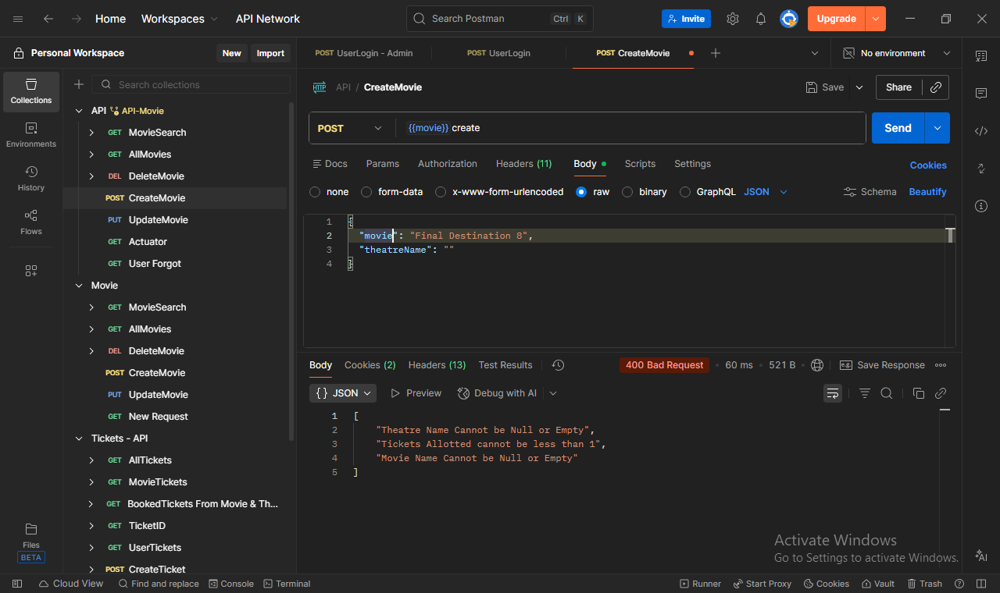 Home Workspaces API Network Search Postman Ctrl K Invite Upgrade
Personal Workspace New Import POST UserLogin - Admin POST UserLogin POST CreateMovie No environment
Collections
Environments
History
Flows
Files
BETA
Search collections
API API-Movie
GET MovieSearch
GET AllMovies
DEL DeleteMovie
POST CreateMovie
PUT UpdateMovie
GET Actuator
GET User Forgot
Movie
GET MovieSearch
GET AllMovies
DEL DeleteMovie
POST CreateMovie
PUT UpdateMovie
GET New Request
Tickets - API
GET AllTickets
GET MovieTickets
GET BookedTickets From Movie & Th...
GET TicketID
GET UserTickets
POST CreateTicket
HTTP API / CreateMovie Save Share
POST {{movie}} create Send
Docs Params Authorization Headers (11) Body Scripts Settings Cookies
none form-data x-www-form-urlencoded raw binary GraphQL JSON Schema Beautify
1 {
2 "movie": "Final Destination 8",
3 "theatreName": ""
4 }
Body Cookies (2) Headers (13) Test Results 400 Bad Request 60 ms 521 B e.g. Save Response
{} JSON Preview Debug with AI
1 [
2 "Theatre Name Cannot be Null or Empty",
3 "Tickets Allotted cannot be less than 1",
4 "Movie Name Cannot be Null or Empty"
5 ]
Activate Windows
Go to Settings to activate Windows.
AI
Cloud View Find and replace Console Terminal Runner Start Proxy Cookies Vault Trash